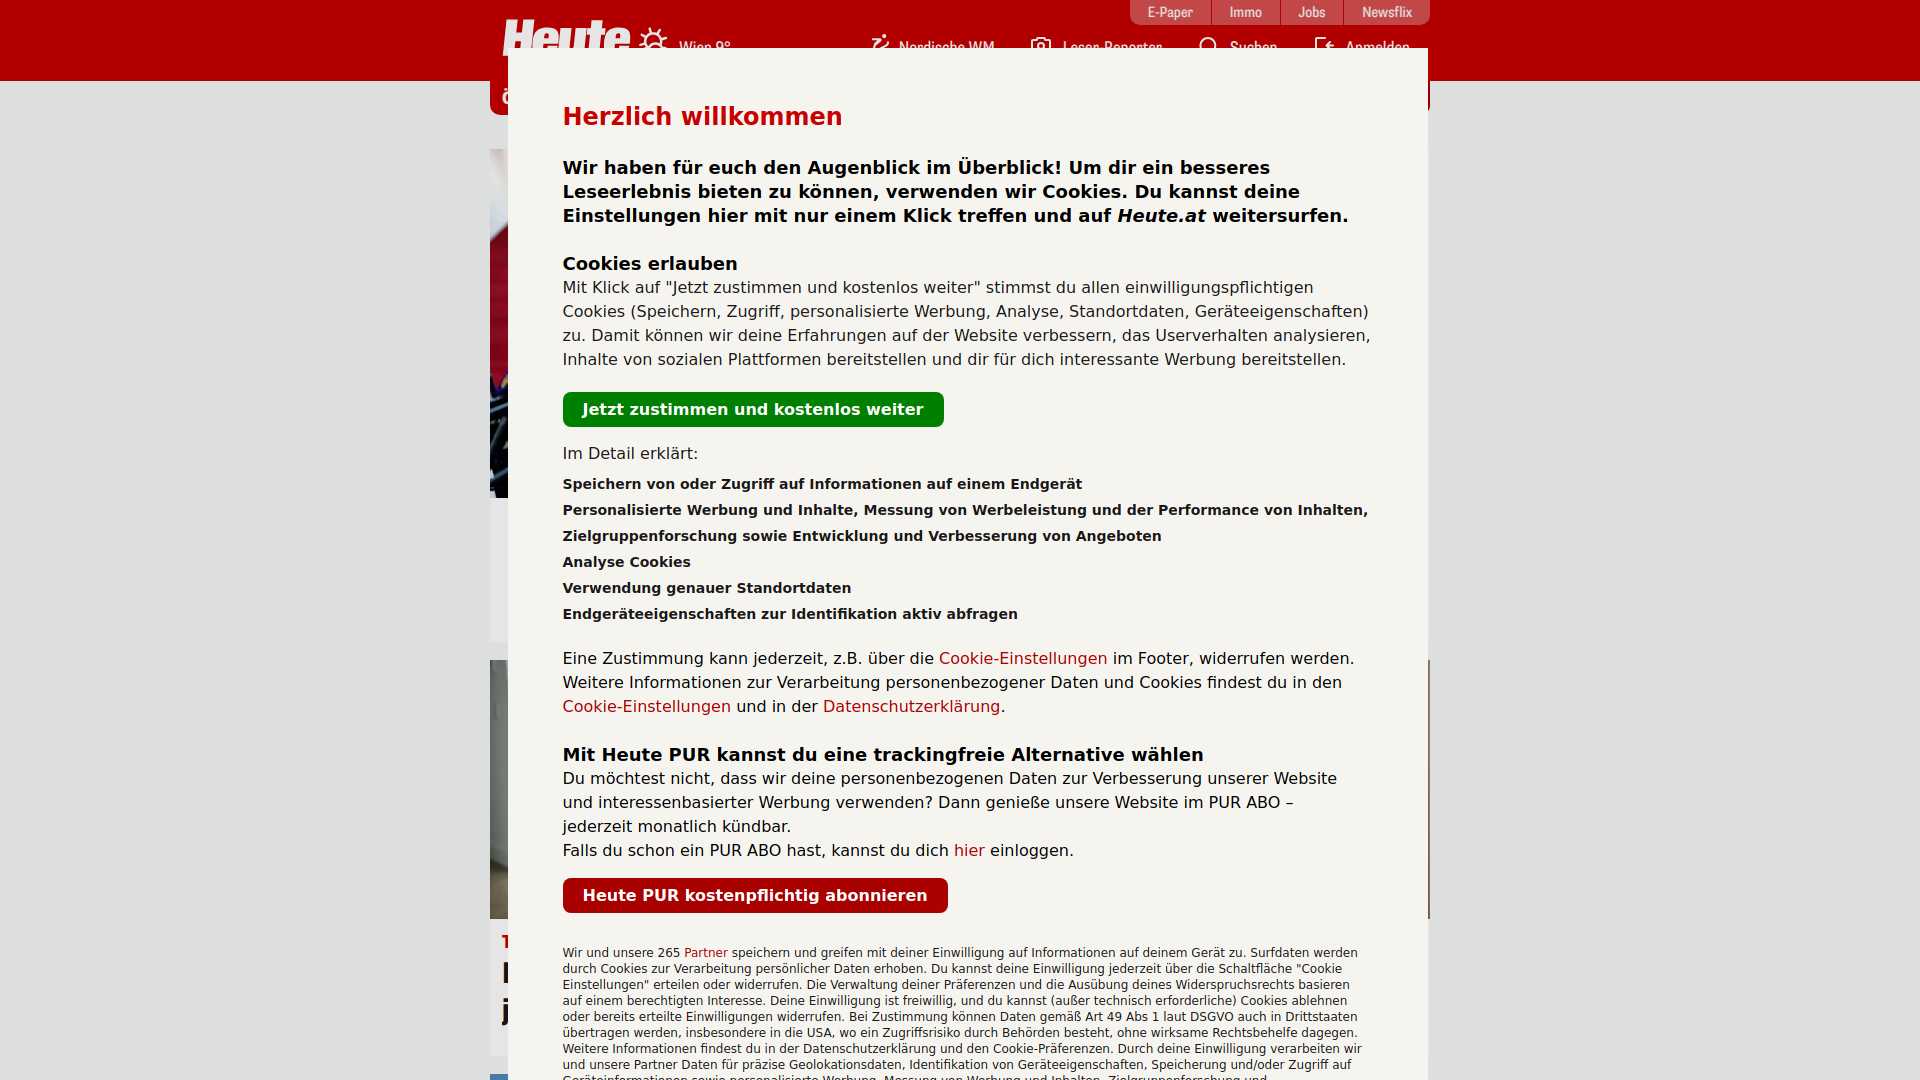 E-Paper Immo Jobs Newsflix
Heute Wien 9° Nordische WM Leser-Reporter Suchen Anmelden
Herzlich willkommen
Wir haben für euch den Augenblick im Überblick! Um dir ein besseres
Leseerlebnis bieten zu können, verwenden wir Cookies. Du kannst deine
Einstellungen hier mit nur einem Klick treffen und auf Heute.at weitersurfen.
Cookies erlauben
Mit Klick auf "Jetzt zustimmen und kostenlos weiter" stimmst du allen einwilligungspflichtigen
Cookies (Speichern, Zugriff, personalisierte Werbung, Analyse, Standortdaten, Geräteeigenschaften)
zu. Damit können wir deine Erfahrungen auf der Website verbessern, das Userverhalten analysieren,
Inhalte von sozialen Plattformen bereitstellen und dir für dich interessante Werbung bereitstellen.
Jetzt zustimmen und kostenlos weiter
Im Detail erklärt:
Speichern von oder Zugriff auf Informationen auf einem Endgerät
Personalisierte Werbung und Inhalte, Messung von Werbeleistung und der Performance von Inhalten,
Zielgruppenforschung sowie Entwicklung und Verbesserung von Angeboten
Analyse Cookies
Verwendung genauer Standortdaten
Endgeräteeigenschaften zur Identifikation aktiv abfragen
Eine Zustimmung kann jederzeit, z.B. über die Cookie-Einstellungen im Footer, widerrufen werden.
Weitere Informationen zur Verarbeitung personenbezogener Daten und Cookies findest du in den
Cookie-Einstellungen und in der Datenschutzerklärung.
Mit Heute PUR kannst du eine trackingfreie Alternative wählen
Du möchtest nicht, dass wir deine personenbezogenen Daten zur Verbesserung unserer Website
und interessenbasierter Werbung verwenden? Dann genieße unsere Website im PUR ABO –
jederzeit monatlich kündbar.
Falls du schon ein PUR ABO hast, kannst du dich hier einloggen.
Heute PUR kostenpflichtig abonnieren
Wir und unsere 265 Partner speichern und greifen mit deiner Einwilligung auf Informationen auf deinem Gerät zu. Surfdaten werden
durch Cookies zur Verarbeitung persönlicher Daten erhoben. Du kannst deine Einwilligung jederzeit über die Schaltfläche "Cookie
Einstellungen" erteilen oder widerrufen. Die Verwaltung deiner Präferenzen und die Ausübung deines Widerspruchsrechts basieren
auf einem berechtigten Interesse. Deine Einwilligung ist freiwillig, und du kannst (außer technisch erforderliche) Cookies ablehnen
oder bereits erteilte Einwilligungen widerrufen. Bei Zustimmung können Daten gemäß Art 49 Abs 1 laut DSGVO auch in Drittstaaten
übertragen werden, insbesondere in die USA, wo ein Zugriffsrisiko durch Behörden besteht, ohne wirksame Rechtsbehelfe dagegen.
Weitere Informationen findest du in der Datenschutzerklärung und den Cookie-Präferenzen. Durch deine Einwilligung verarbeiten wir
und unsere Partner Daten für präzise Geolokationsdaten, Identifikation von Geräteeigenschaften, Speicherung und/oder Zugriff auf
Geräteinformationen sowie personalisierte Werbung, Messung von Werbung und Inhalten, Zielgruppenforschung und